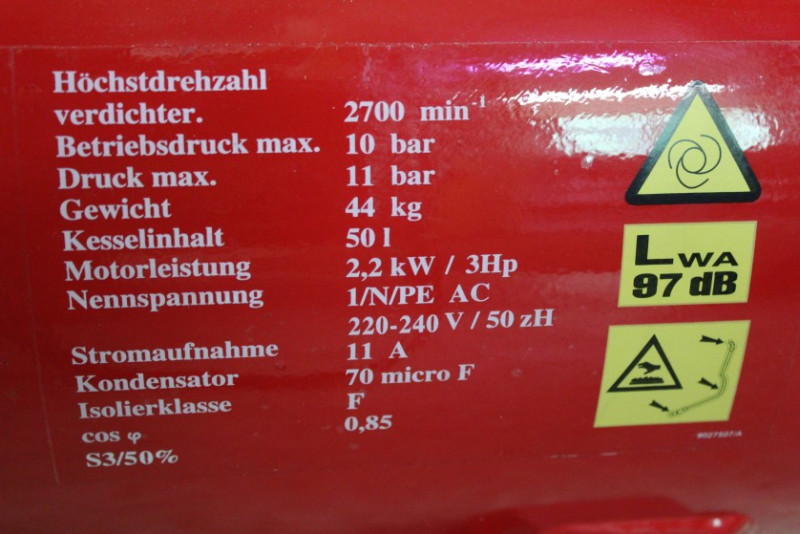 Höchstdrehzahl
verdichter. 2700 min⁻¹
Betriebsdruck max. 10 bar
Druck max. 11 bar
Gewicht 44 kg
Kesselinhalt 50 l
Motorleistung 2,2 kW / 3Hp
Nennspannung 1/N/PE AC
220-240 V / 50 zH
Stromaufnahme 11 A
Kondensator 70 micro F
Isolierklasse F
cos φ 0,85
S3/50%
LWA
97 dB
9027507/A